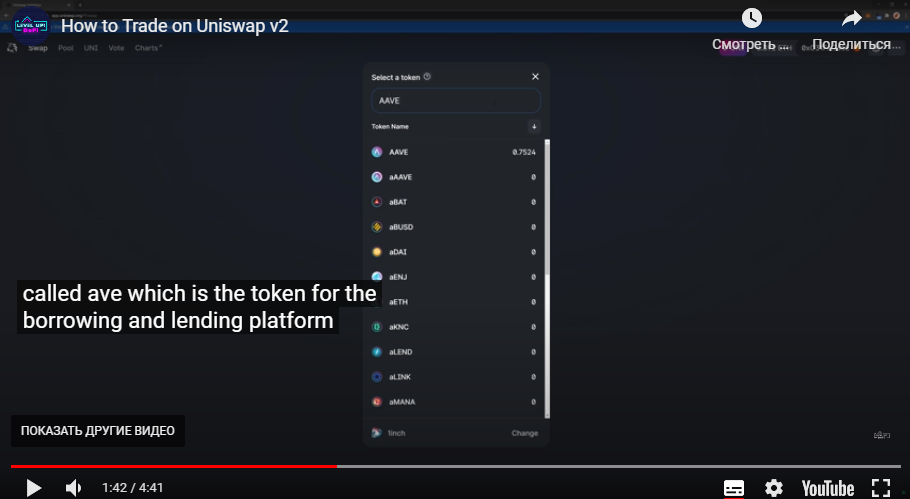 LEVEL UP!
DeFi
How to Trade on Uniswap v2
Смотреть ...
Поделиться
Swap Pool UNI Vote Charts
Select a token
AAVE
Token Name
AAVE 0.7524
aAAVE 0
aBAT 0
aBUSD 0
aDAI 0
aENJ 0
aETH 0
aKNC 0
aLEND 0
aLINK 0
aMANA 0
called ave which is the token for the
borrowing and lending platform
1inch Change
ПОКАЗАТЬ ДРУГИЕ ВИДЕО
1:42 / 4:41
YouTube